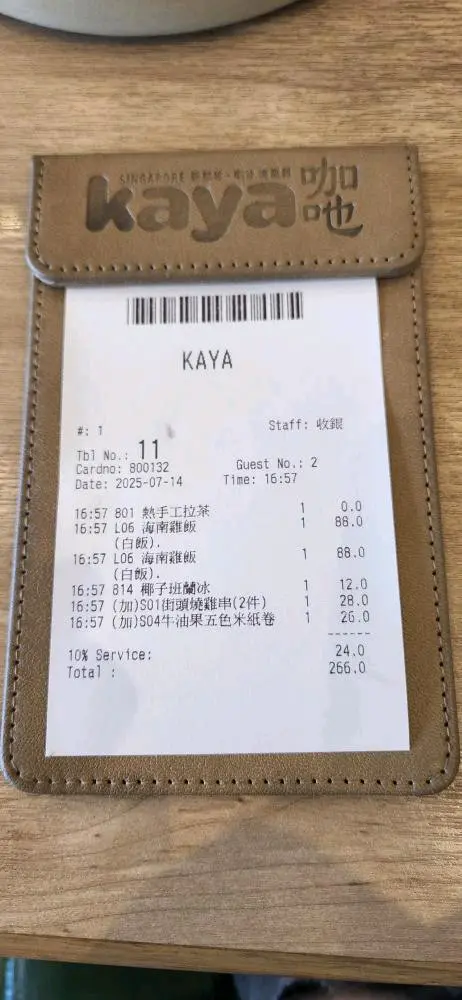 SINGAPORE
kaya 咖吔
KAYA
#: 1 Staff: 收銀
Tbl No.: 11
Cardno: 800132 Guest No.: 2
Date: 2025-07-14 Time: 16:57
16:57 801 熱手工拉茶 1 0.0
16:57 L06 海南雞飯 1 88.0
(白飯).
16:57 L06 海南雞飯 1 88.0
(白飯).
16:57 814 椰子班蘭冰 1 12.0
16:57 (加)S01街頭燒雞串(2件) 1 28.0
16:57 (加)S04牛油果五色米紙卷 1 26.0
------
10% Service: 24.0
Total : 266.0